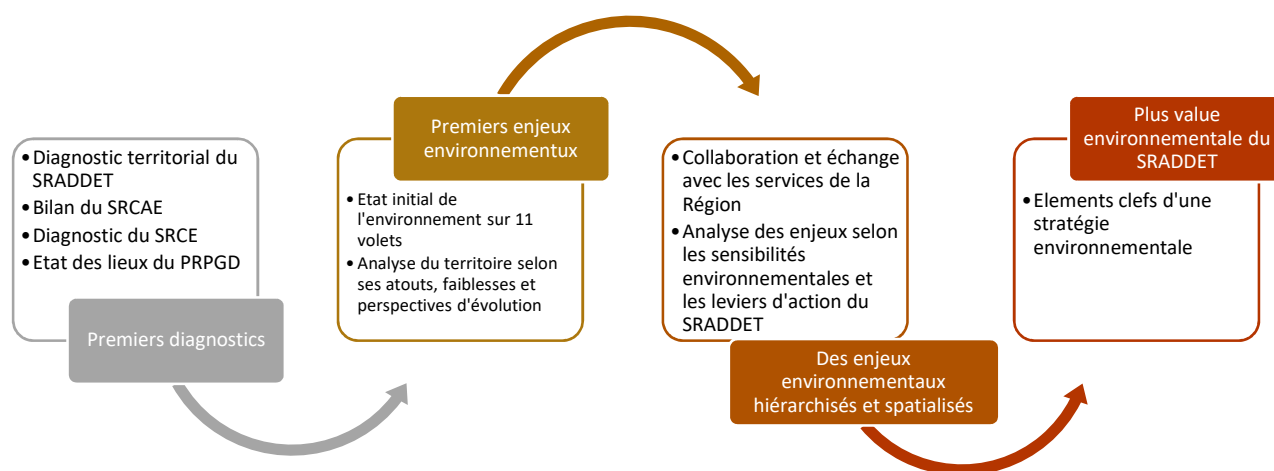 • Diagnostic territorial du
SRADDET
• Bilan du SRCAE
• Diagnostic du SRCE
• Etat des lieux du PRPGD
Premiers diagnostics
Premiers enjeux
environnementux
• Etat initial de
l'environnement sur 11
volets
• Analyse du territoire selon
ses atouts, faiblesses et
perspectives d'évolution
• Collaboration et échange
avec les services de la
Région
• Analyse des enjeux selon
les sensibilités
environnementales et
les leviers d'action du
SRADDET
Des enjeux
environnementaux
hiérarchisés et spatialisés
Plus value
environnementale du
SRADDET
• Elements clefs d'une
stratégie
environnementale